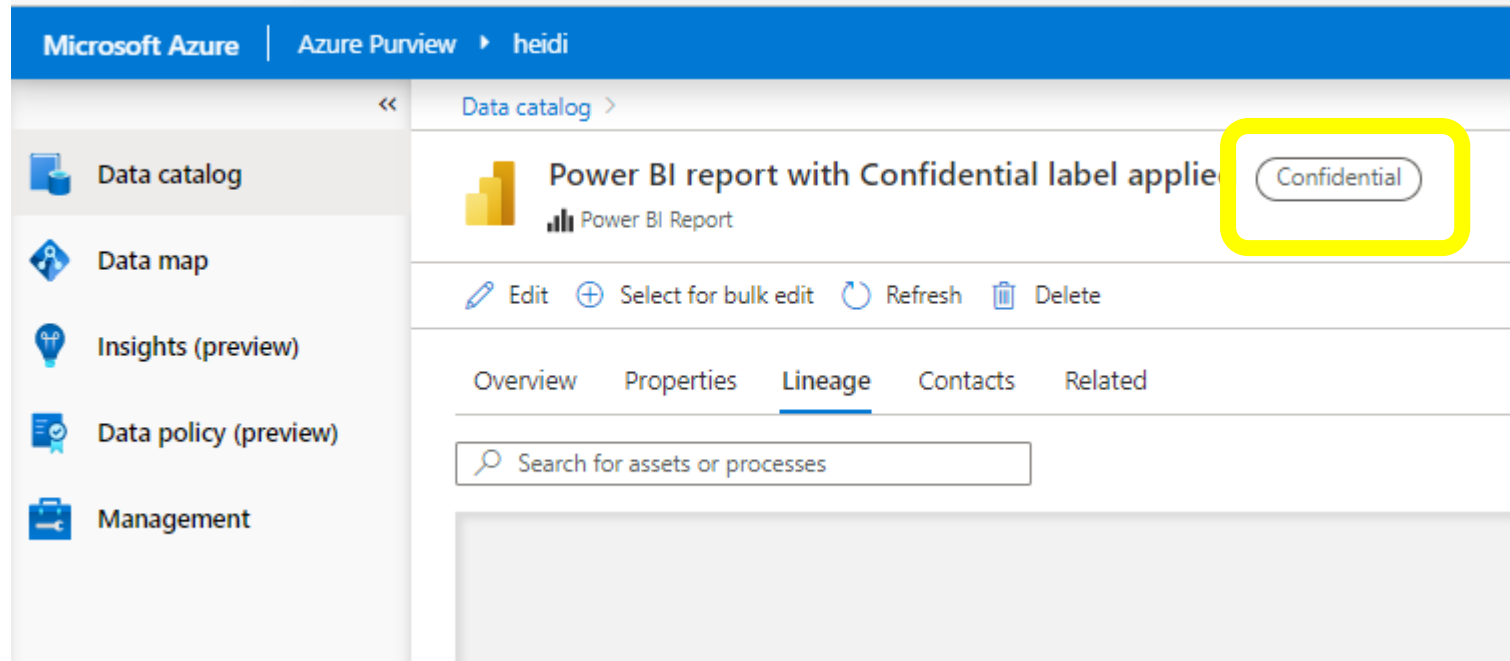 Microsoft Azure Azure Purview heidi
Data catalog
Power BI report with Confidential label applie Confidential
Power BI Report
Edit Select for bulk edit Refresh Delete
Overview Properties Lineage Contacts Related
Search for assets or processes
Data catalog
Data map
Insights (preview)
Data policy (preview)
Management